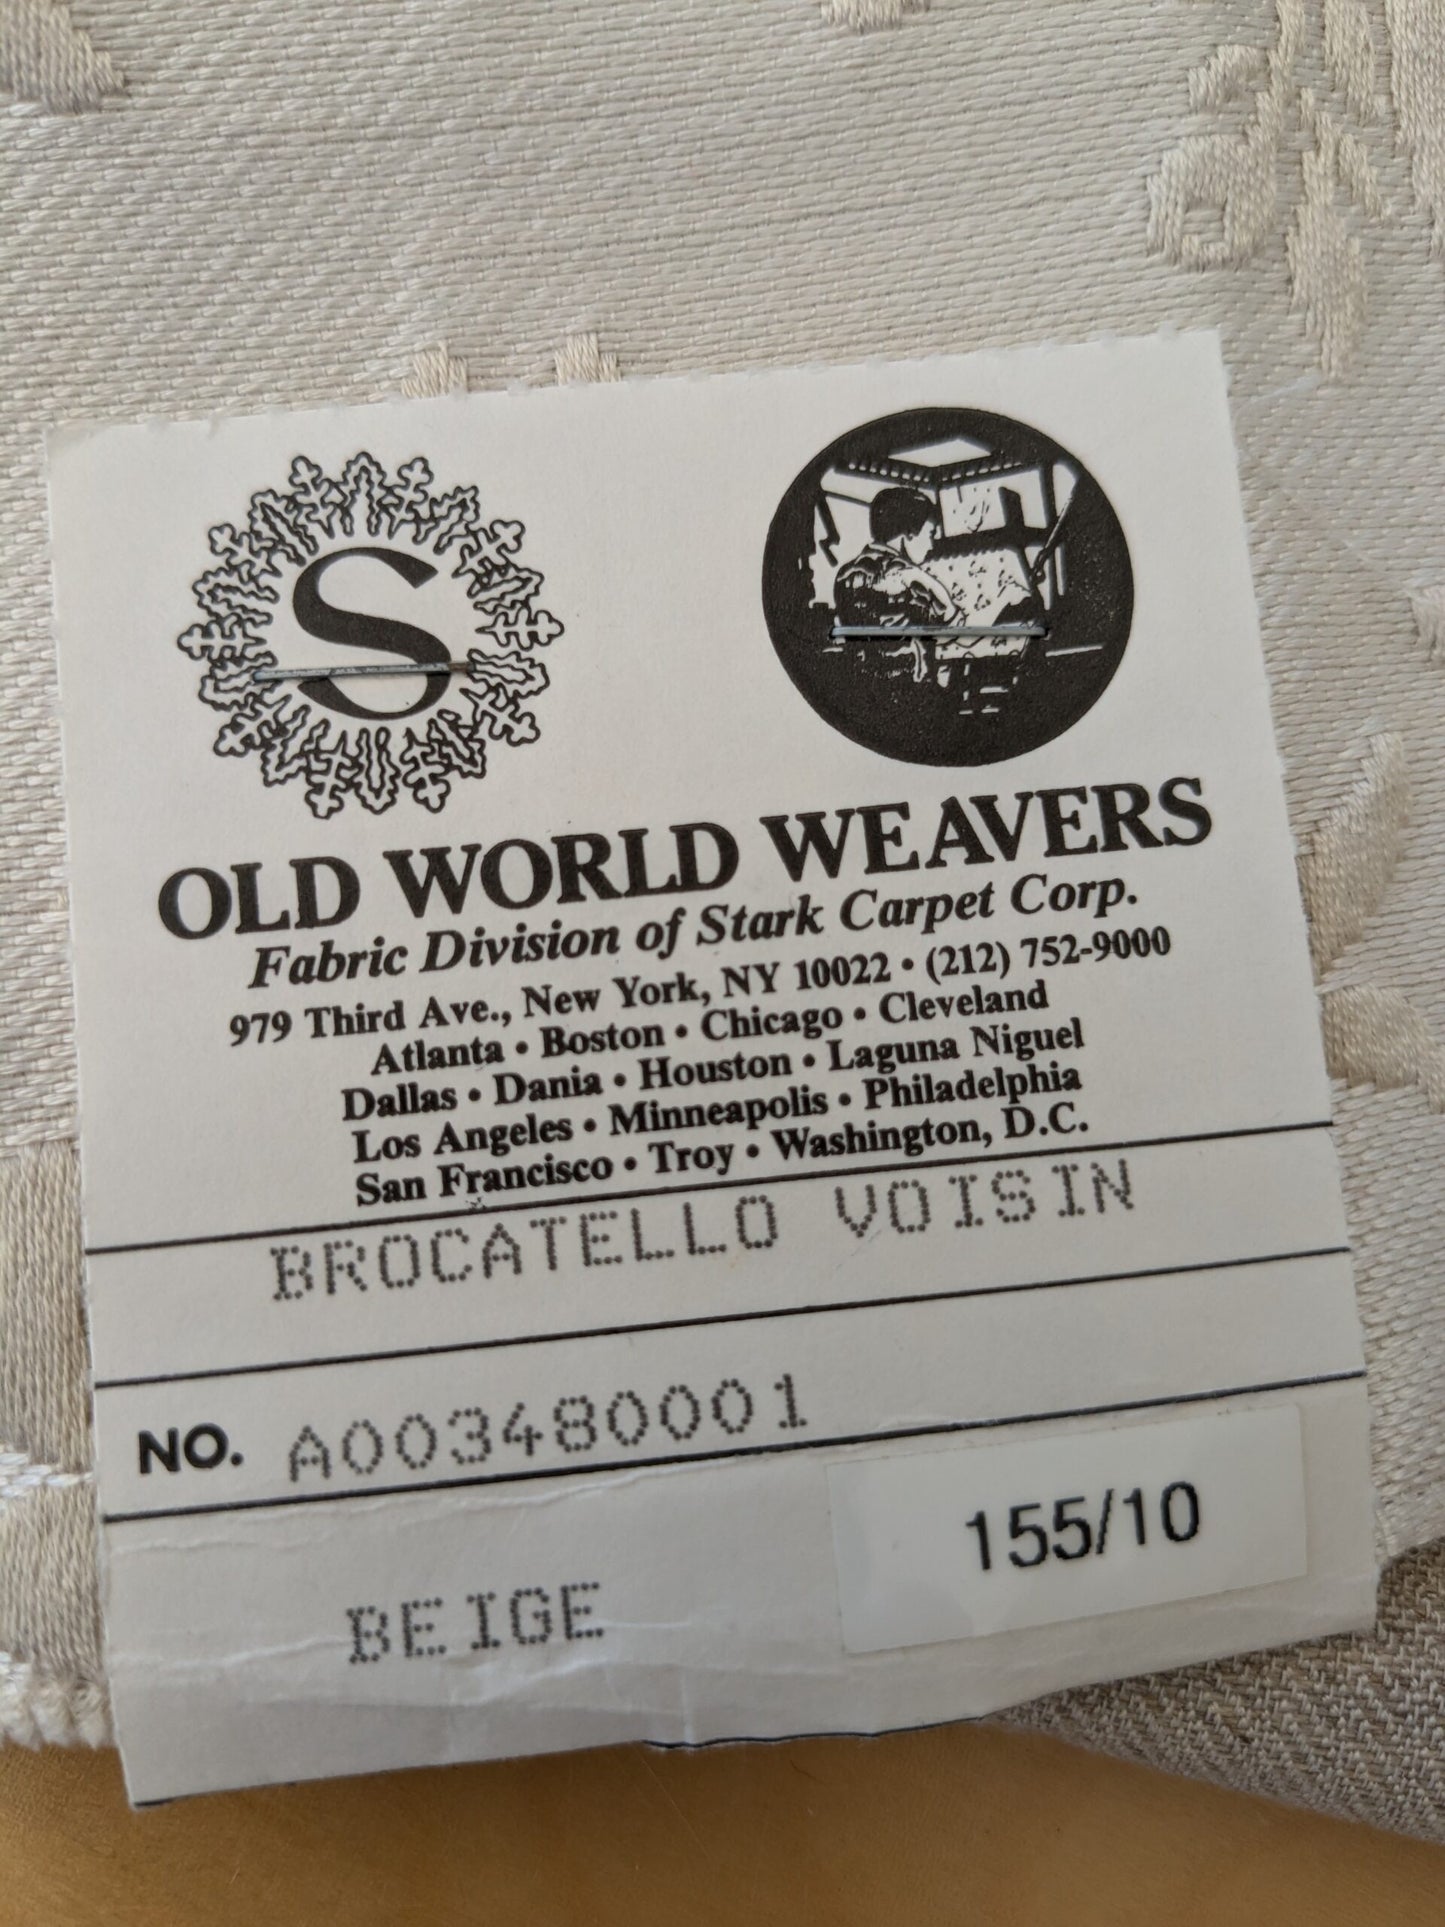 S
OLD WORLD WEAVERS
Fabric Division of Stark Carpet Corp.
979 Third Ave., New York, NY 10022 • (212) 752-9000
Atlanta • Boston • Chicago • Cleveland
Dallas • Dania • Houston • Laguna Niguel
Los Angeles • Minneapolis • Philadelphia
San Francisco • Troy • Washington, D.C.
BROCATELLO VOISIN
NO. A003480001
155/10
BEIGE